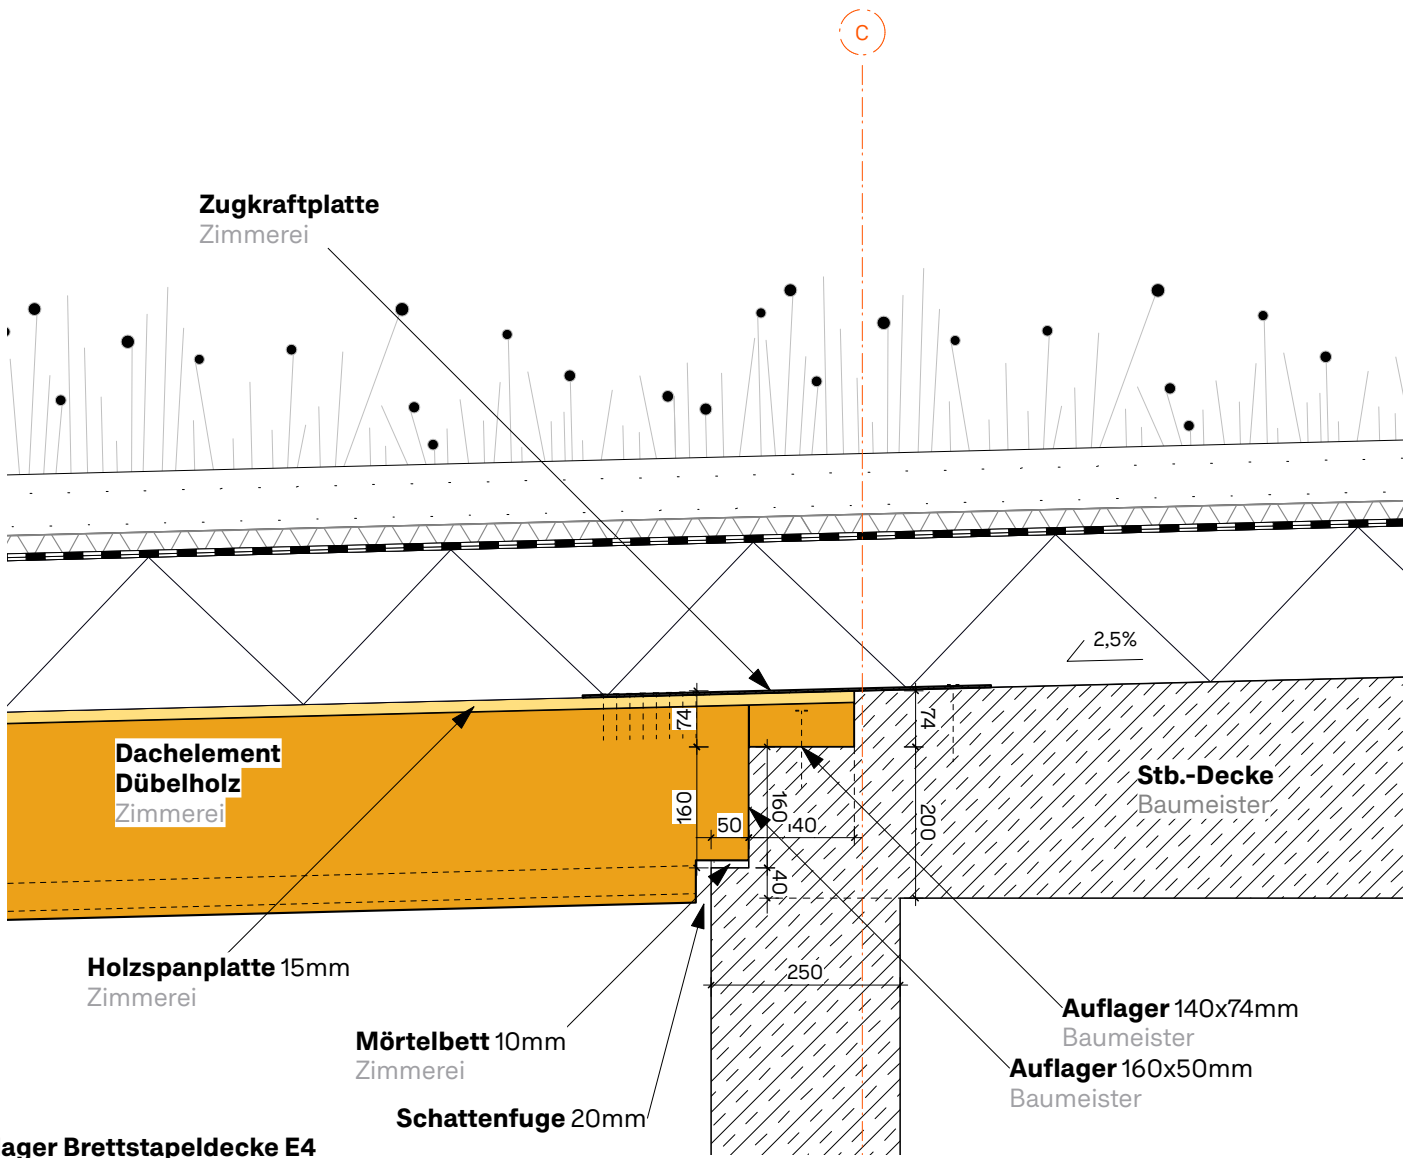 C
Zugkraftplatte
Zimmerei
2,5%
74
74
Dachelement
Dübelholz
Zimmerei
Stb.-Decke
Baumeister
160
160
50
140
200
40
Holzspanplatte 15mm
Zimmerei
250
Auflager 140x74mm
Baumeister
Mörtelbett 10mm
Zimmerei
Auflager 160x50mm
Baumeister
Schattenfuge 20mm
ager Brettstapeldecke E4